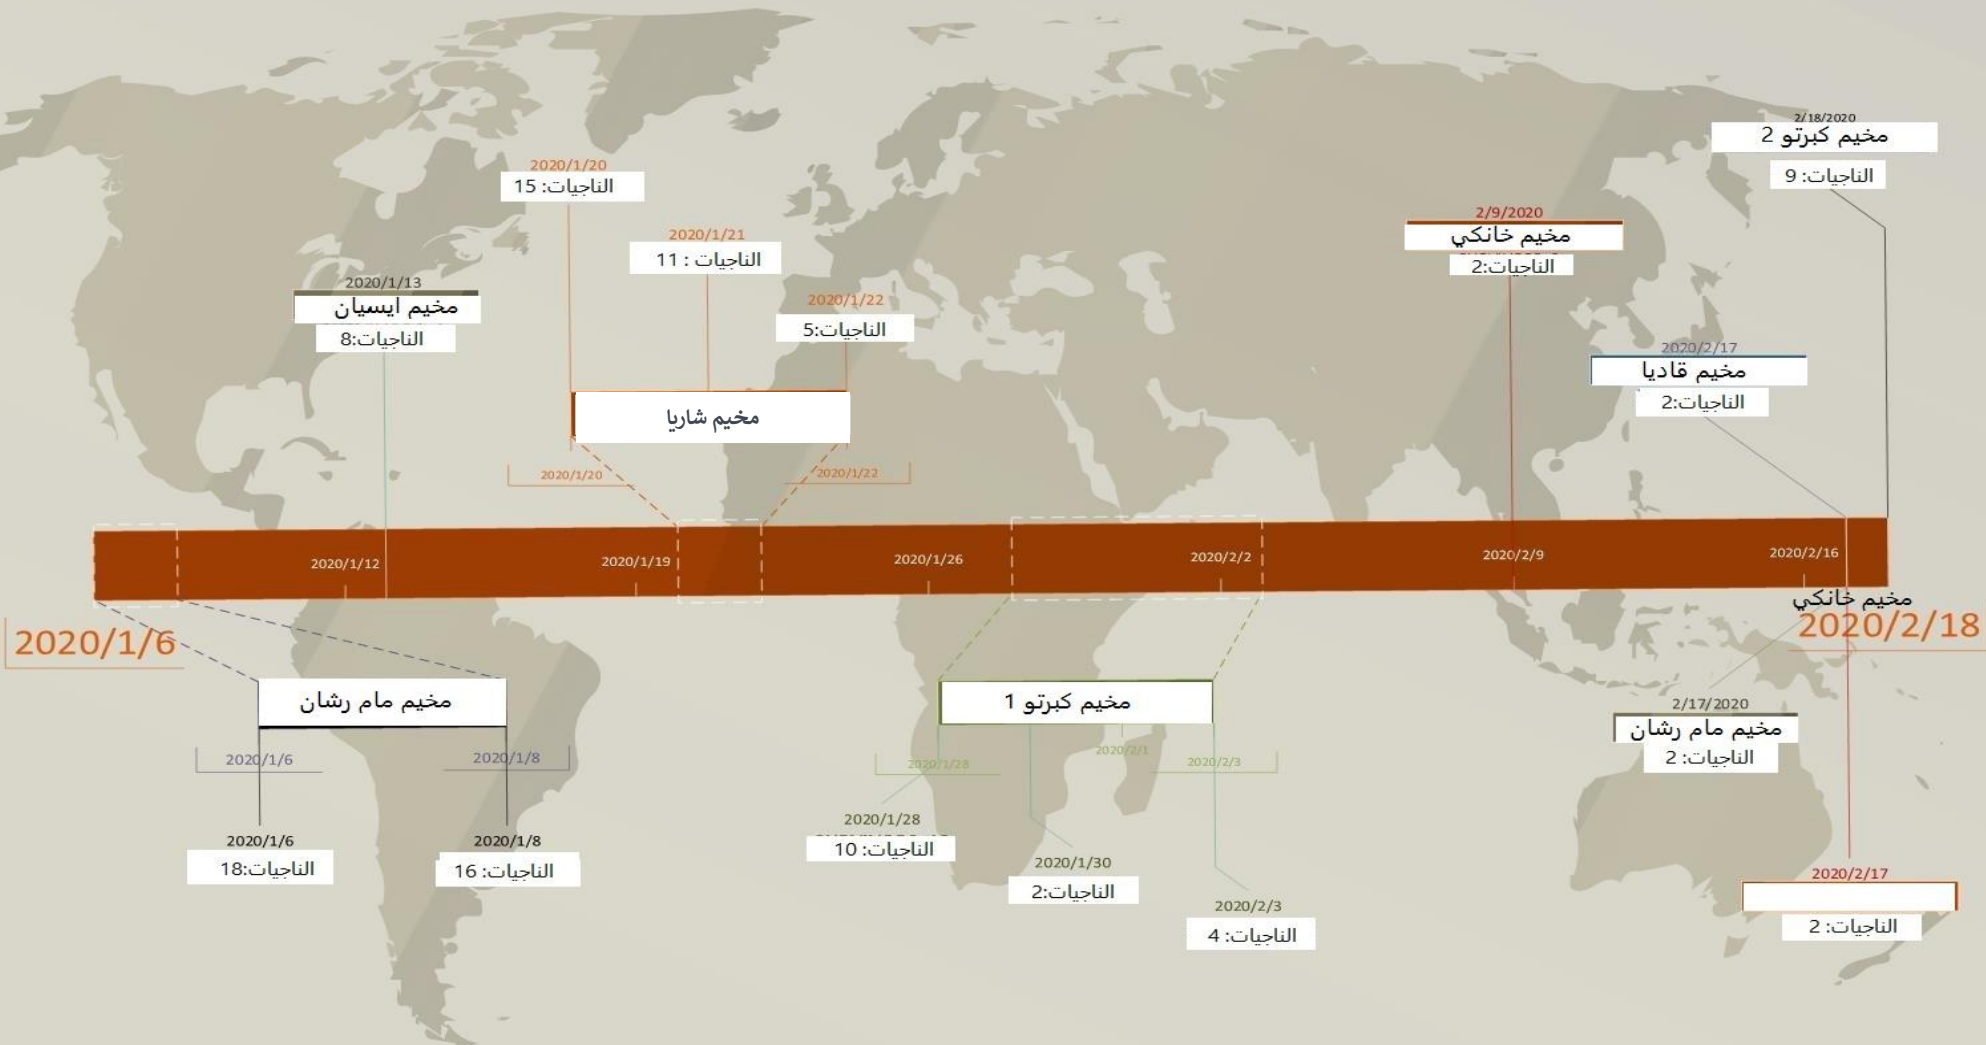 2/18/2020
مخيم كبرتو 2
الناجيات: 9
2020/1/20
الناجيات: 15
2/9/2020
مخيم خانكي
الناجيات:2
2020/1/21
الناجيات : 11
2020/1/13
مخيم ايسيان
الناجيات:8
2020/1/22
الناجيات:5
2020/2/17
مخيم قاديا
الناجيات:2
مخيم شاريا
2020/1/20
2020/1/22
2020/1/12
2020/1/19
2020/1/26
2020/2/2
2020/2/9
2020/2/16
مخيم خانكي
2020/1/6
2020/2/18
مخيم مام رشان
مخيم كبرتو 1
2/17/2020
مخيم مام رشان
الناجيات: 2
2020/1/6
2020/1/8
2020/1/28
2020/2/1
2020/2/3
2020/1/6
الناجيات:18
2020/1/8
الناجيات: 16
2020/1/28
الناجيات: 10
2020/1/30
الناجيات:2
2020/2/3
الناجيات: 4
2020/2/17
الناجيات: 2